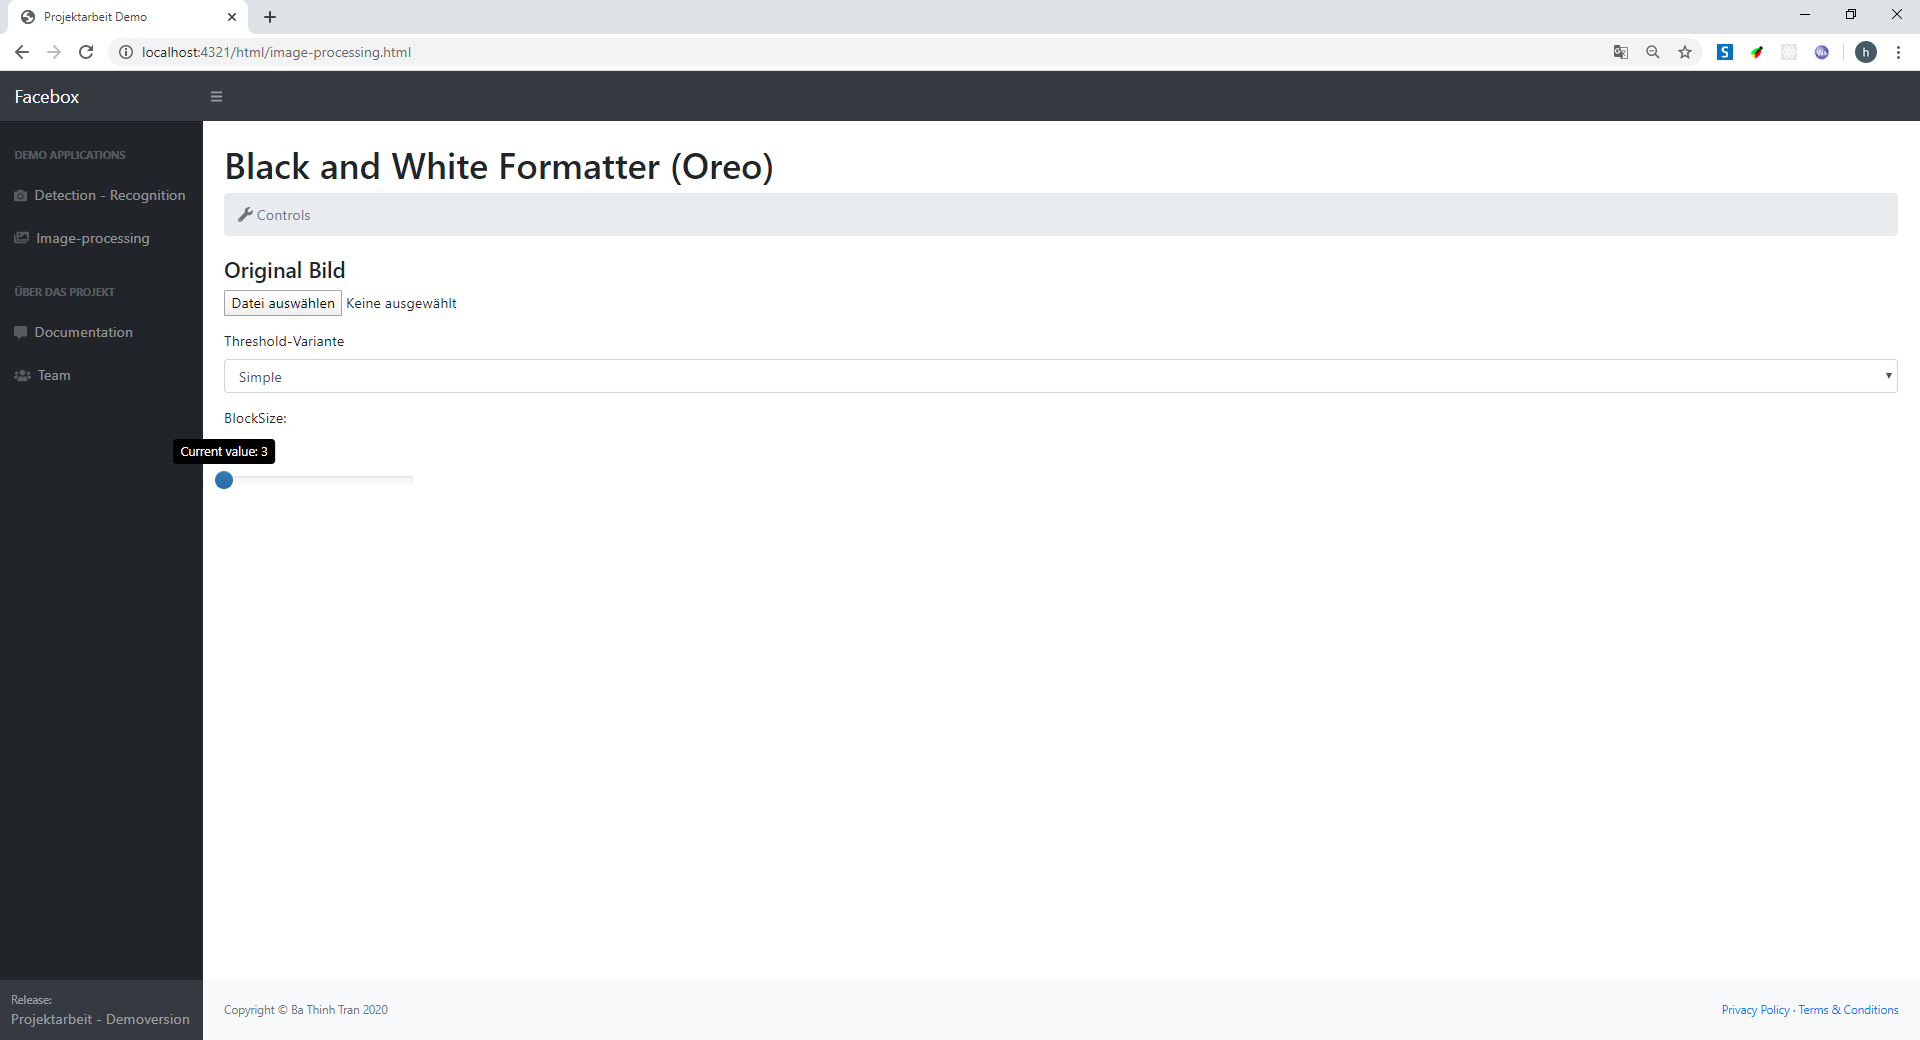 Projektarbeit Demo
localhost:4321/html/image-processing.html
S
Ws
h
Facebox
DEMO APPLICATIONS
Detection - Recognition
Image-processing
ÜBER DAS PROJEKT
Documentation
Team
Release:
Projektarbeit - Demoversion
Black and White Formatter (Oreo)
Controls
Original Bild
Datei auswählen Keine ausgewählt
Threshold-Variante
Simple
BlockSize:
Current value: 3
Copyright © Ba Thinh Tran 2020
Privacy Policy · Terms & Conditions